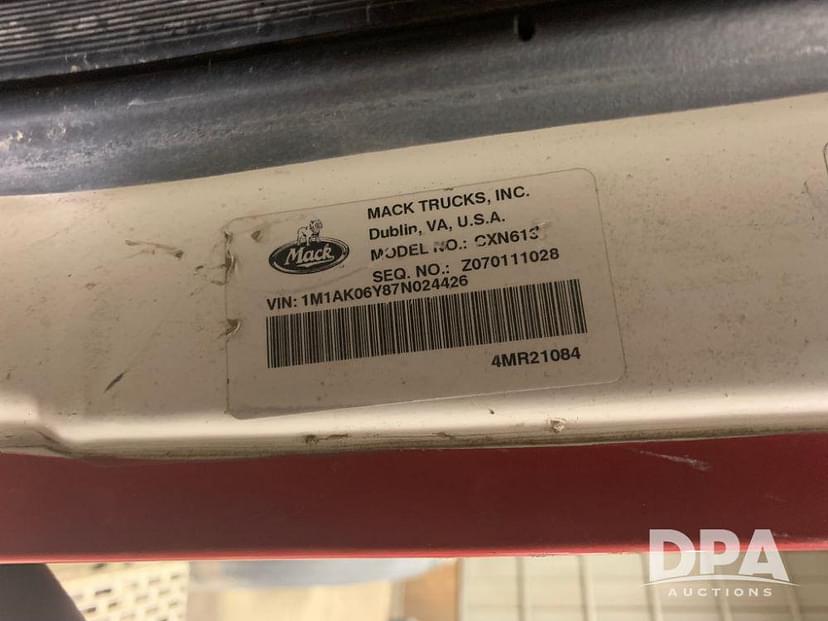 MACK TRUCKS, INC.
Dublin, VA, U.S.A.
Mack
MODEL NO.: CXN613
SEQ. NO.: Z070111028
VIN: 1M1AK06Y87N024426
4MR21084
DPA
AUCTIONS